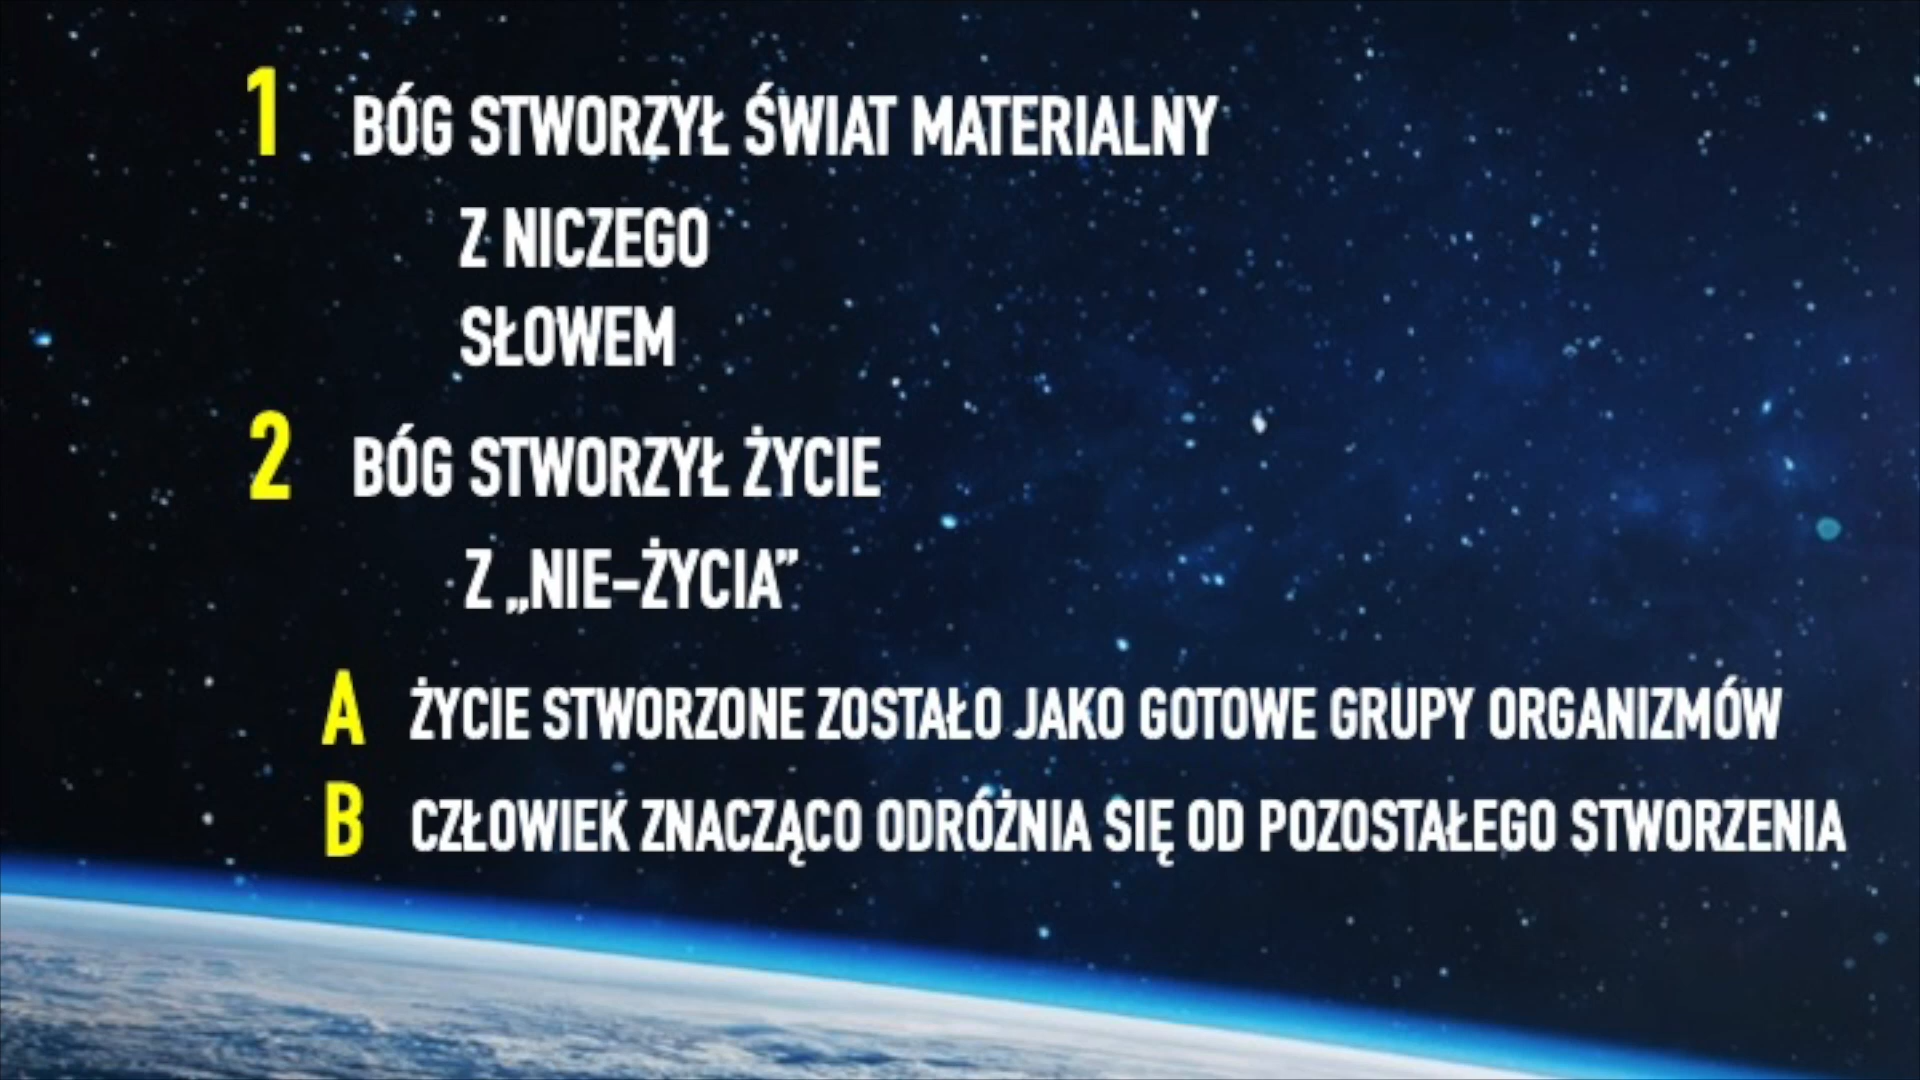 1 BÓG STWORZYŁ ŚWIAT MATERIALNY
Z NICZEGO
SŁOWEM
2 BÓG STWORZYŁ ŻYCIE
Z „NIE-ŻYCIA”
A ŻYCIE STWORZONE ZOSTAŁO JAKO GOTOWE GRUPY ORGANIZMÓW
B CZŁOWIEK ZNACZĄCO ODRÓŻNIA SIĘ OD POZOSTAŁEGO STWORZENIA